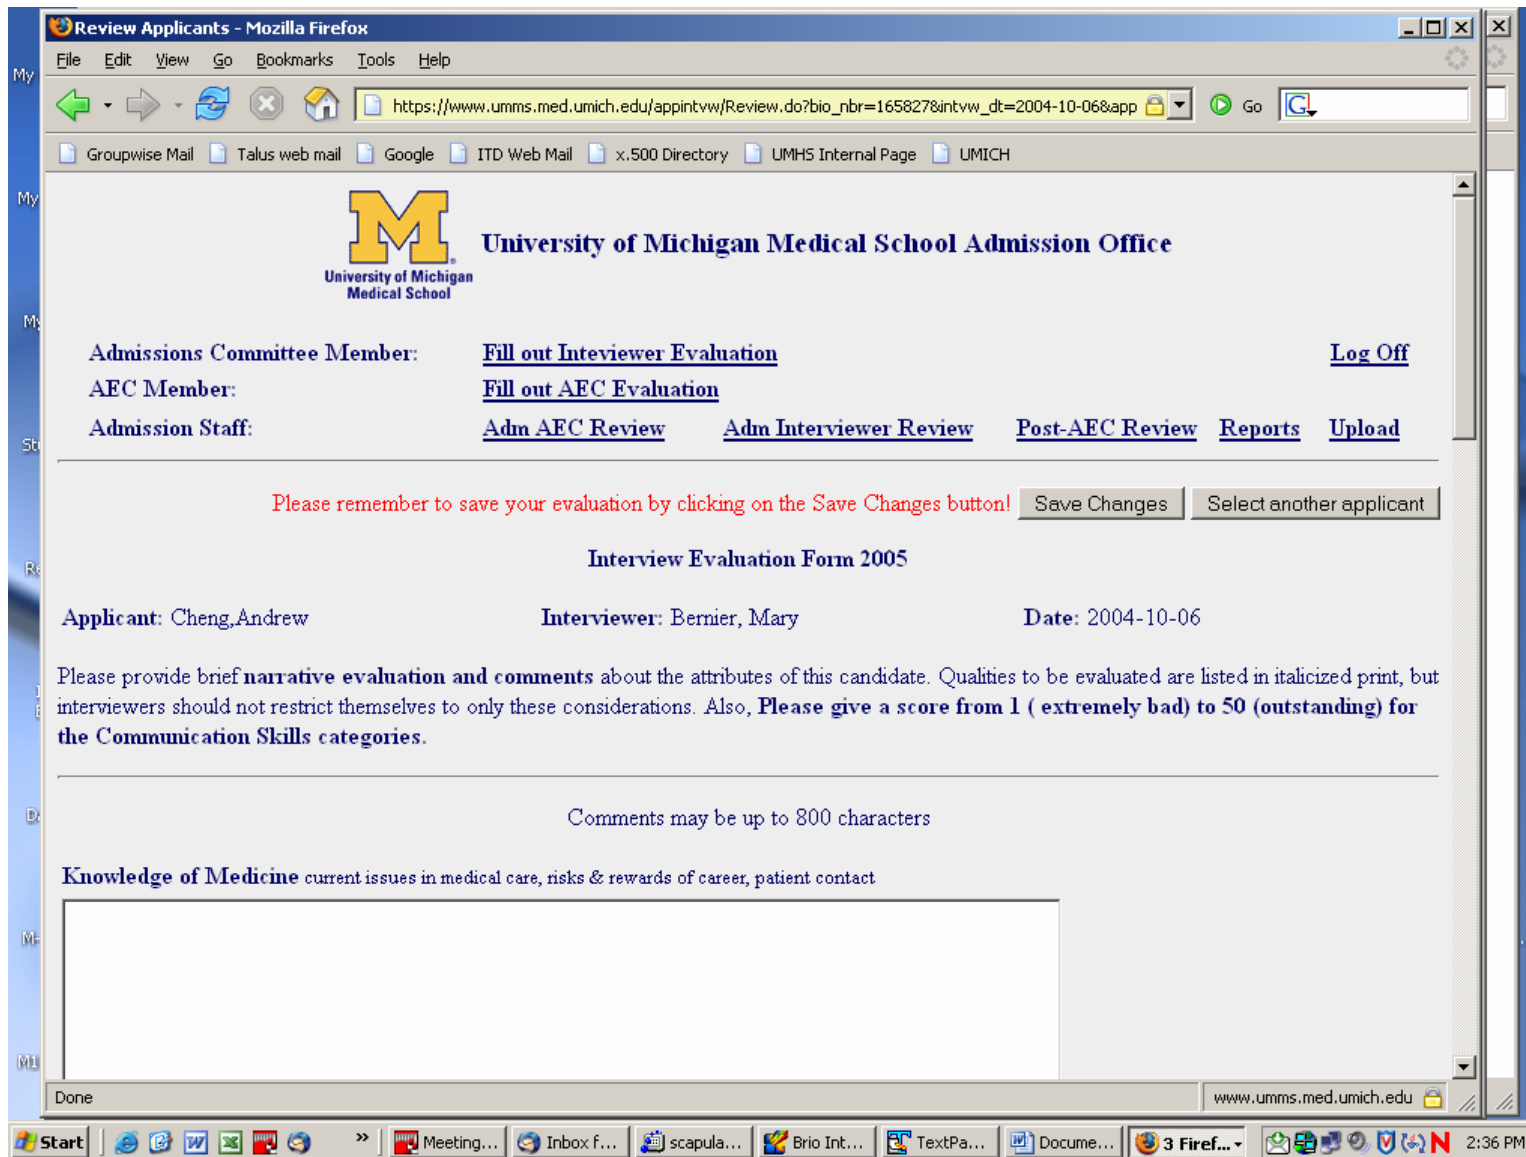 Review Applicants - Mozilla Firefox
File Edit View Go Bookmarks Tools Help
My
https://www.umms.med.umich.edu/appintvw/Review.do?bio_nbr=165827&intvw_dt=2004-10-06&app
Go
G
Groupwise Mail Talus web mail Google ITD Web Mail x.500 Directory UMHS Internal Page UMICH
My
M
University of Michigan
Medical School
University of Michigan Medical School Admission Office
Admissions Committee Member: Fill out Inteviewer Evaluation Log Off
AEC Member: Fill out AEC Evaluation
Admission Staff: Adm AEC Review Adm Interviewer Review Post-AEC Review Reports Upload
Please remember to save your evaluation by clicking on the Save Changes button! Save Changes Select another applicant
Interview Evaluation Form 2005
Applicant: Cheng,Andrew Interviewer: Bernier, Mary Date: 2004-10-06
Please provide brief narrative evaluation and comments about the attributes of this candidate. Qualities to be evaluated are listed in italicized print, but
interviewers should not restrict themselves to only these considerations. Also, Please give a score from 1 ( extremely bad) to 50 (outstanding) for
the Communication Skills categories.
Comments may be up to 800 characters
Knowledge of Medicine current issues in medical care, risks & rewards of career, patient contact
Done www.umms.med.umich.edu
Start » Meeting... Inbox f... scapula... Brio Int... TextPa... Docume... 3 Firef... N 2:36 PM